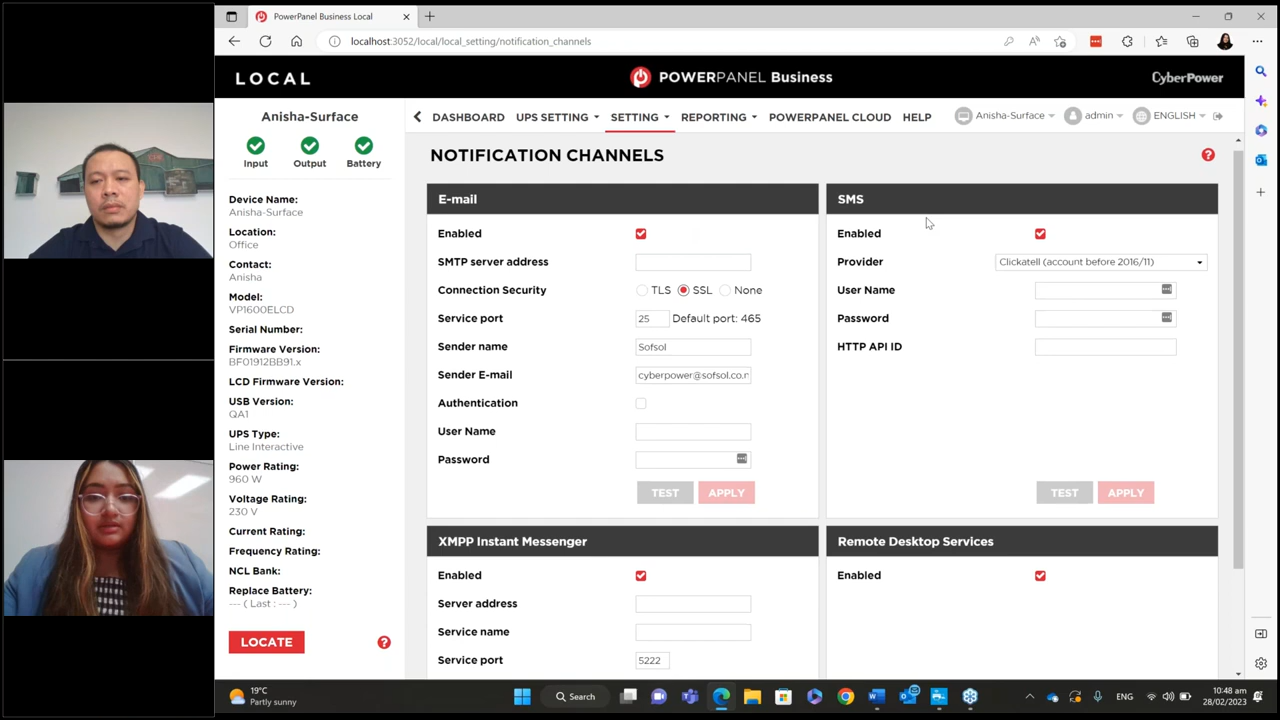 PowerPanel Business Local
localhost:3052/local/local_setting/notification_channels
LOCAL
POWERPANEL Business
CyberPower
Anisha-Surface
Input Output Battery
Device Name:
Anisha-Surface
Location:
Office
Contact:
Anisha
Model:
VP1600ELCD
Serial Number:
Firmware Version:
BF01912BB91.x
LCD Firmware Version:
USB Version:
QA1
UPS Type:
Line Interactive
Power Rating:
960 W
Voltage Rating:
230 V
Current Rating:
Frequency Rating:
NCL Bank:
Replace Battery:
--- ( Last : --- )
LOCATE
DASHBOARD UPS SETTING SETTING REPORTING POWERPANEL CLOUD HELP Anisha-Surface admin ENGLISH
NOTIFICATION CHANNELS
E-mail
Enabled
SMTP server address
Connection Security TLS SSL None
Service port 25 Default port: 465
Sender name Sofsol
Sender E-mail cyberpower@sofsol.co.n
Authentication
User Name
Password
TEST APPLY
SMS
Enabled
Provider Clickatell (account before 2016/11)
User Name
Password
HTTP API ID
TEST APPLY
XMPP Instant Messenger
Enabled
Server address
Service name
Service port 5222
Remote Desktop Services
Enabled
19°C
Partly sunny
Search
ENG
10:48 am
28/02/2023